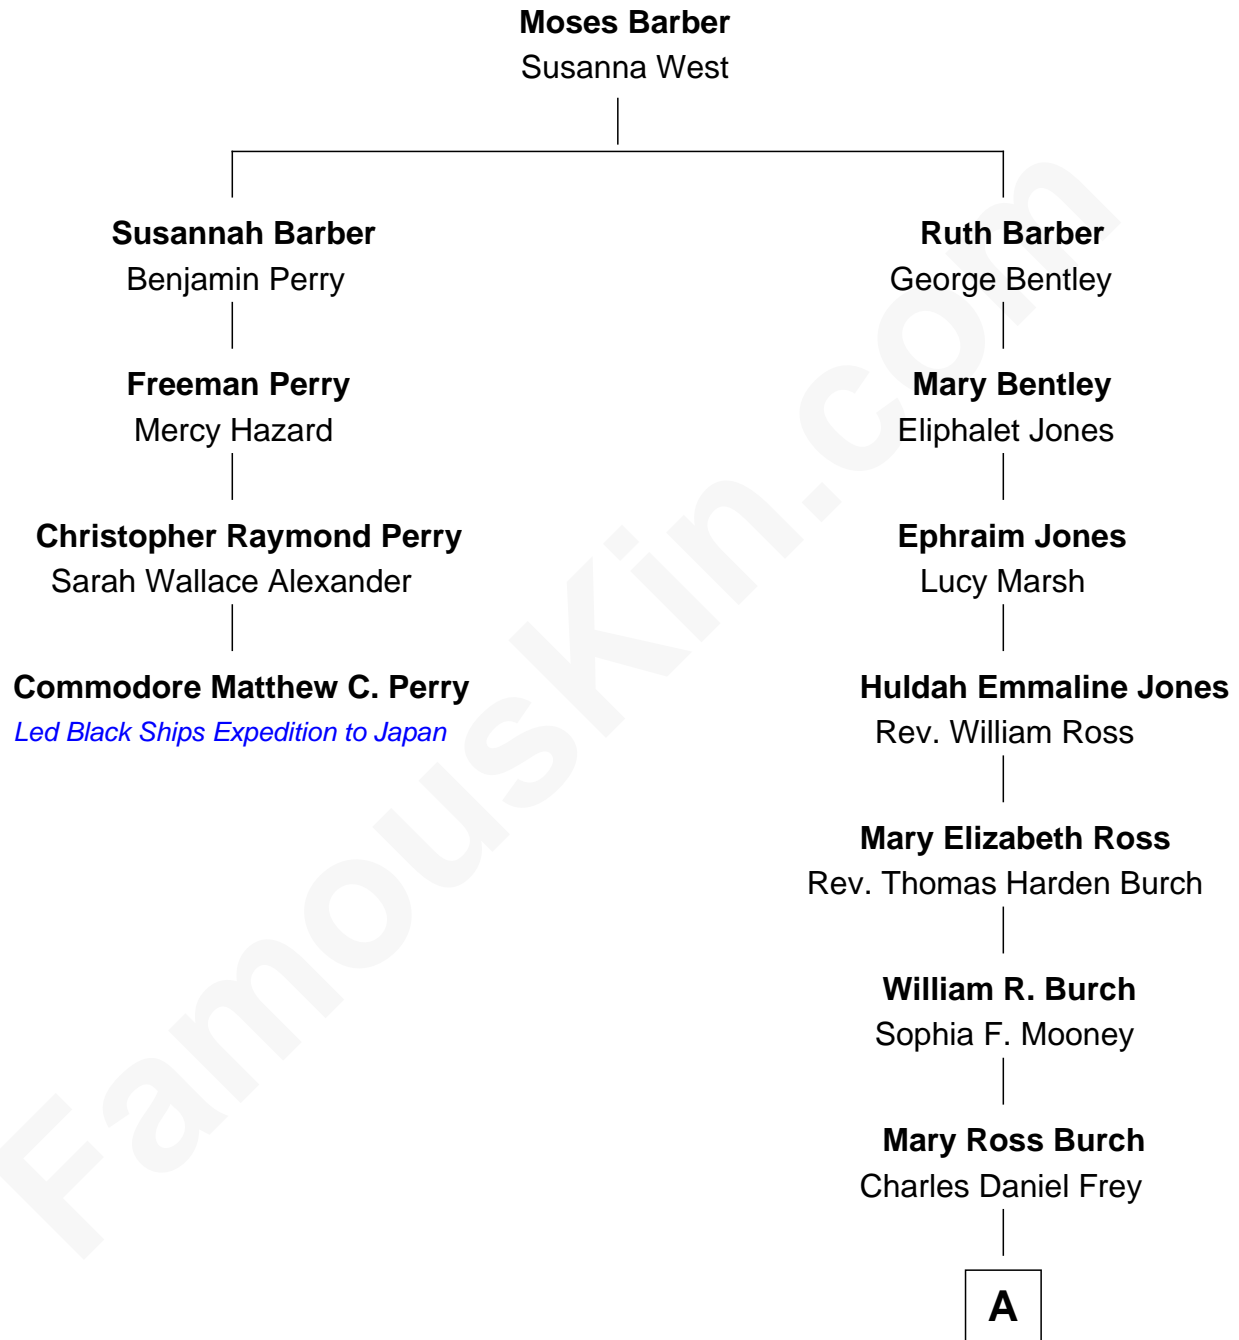 Moses Barber
Susanna West
Susannah Barber
Benjamin Perry
Freeman Perry
Mercy Hazard
Christopher Raymond Perry
Sarah Wallace Alexander
Commodore Matthew C. Perry
Led Black Ships Expedition to Japan
Ruth Barber
George Bentley
Mary Bentley
Eliphalet Jones
Ephraim Jones
Lucy Marsh
Huldah Emmaline Jones
Rev. William Ross
Mary Elizabeth Ross
Rev. Thomas Harden Burch
William R. Burch
Sophia F. Mooney
Mary Ross Burch
Charles Daniel Frey
A
FamousKin.com